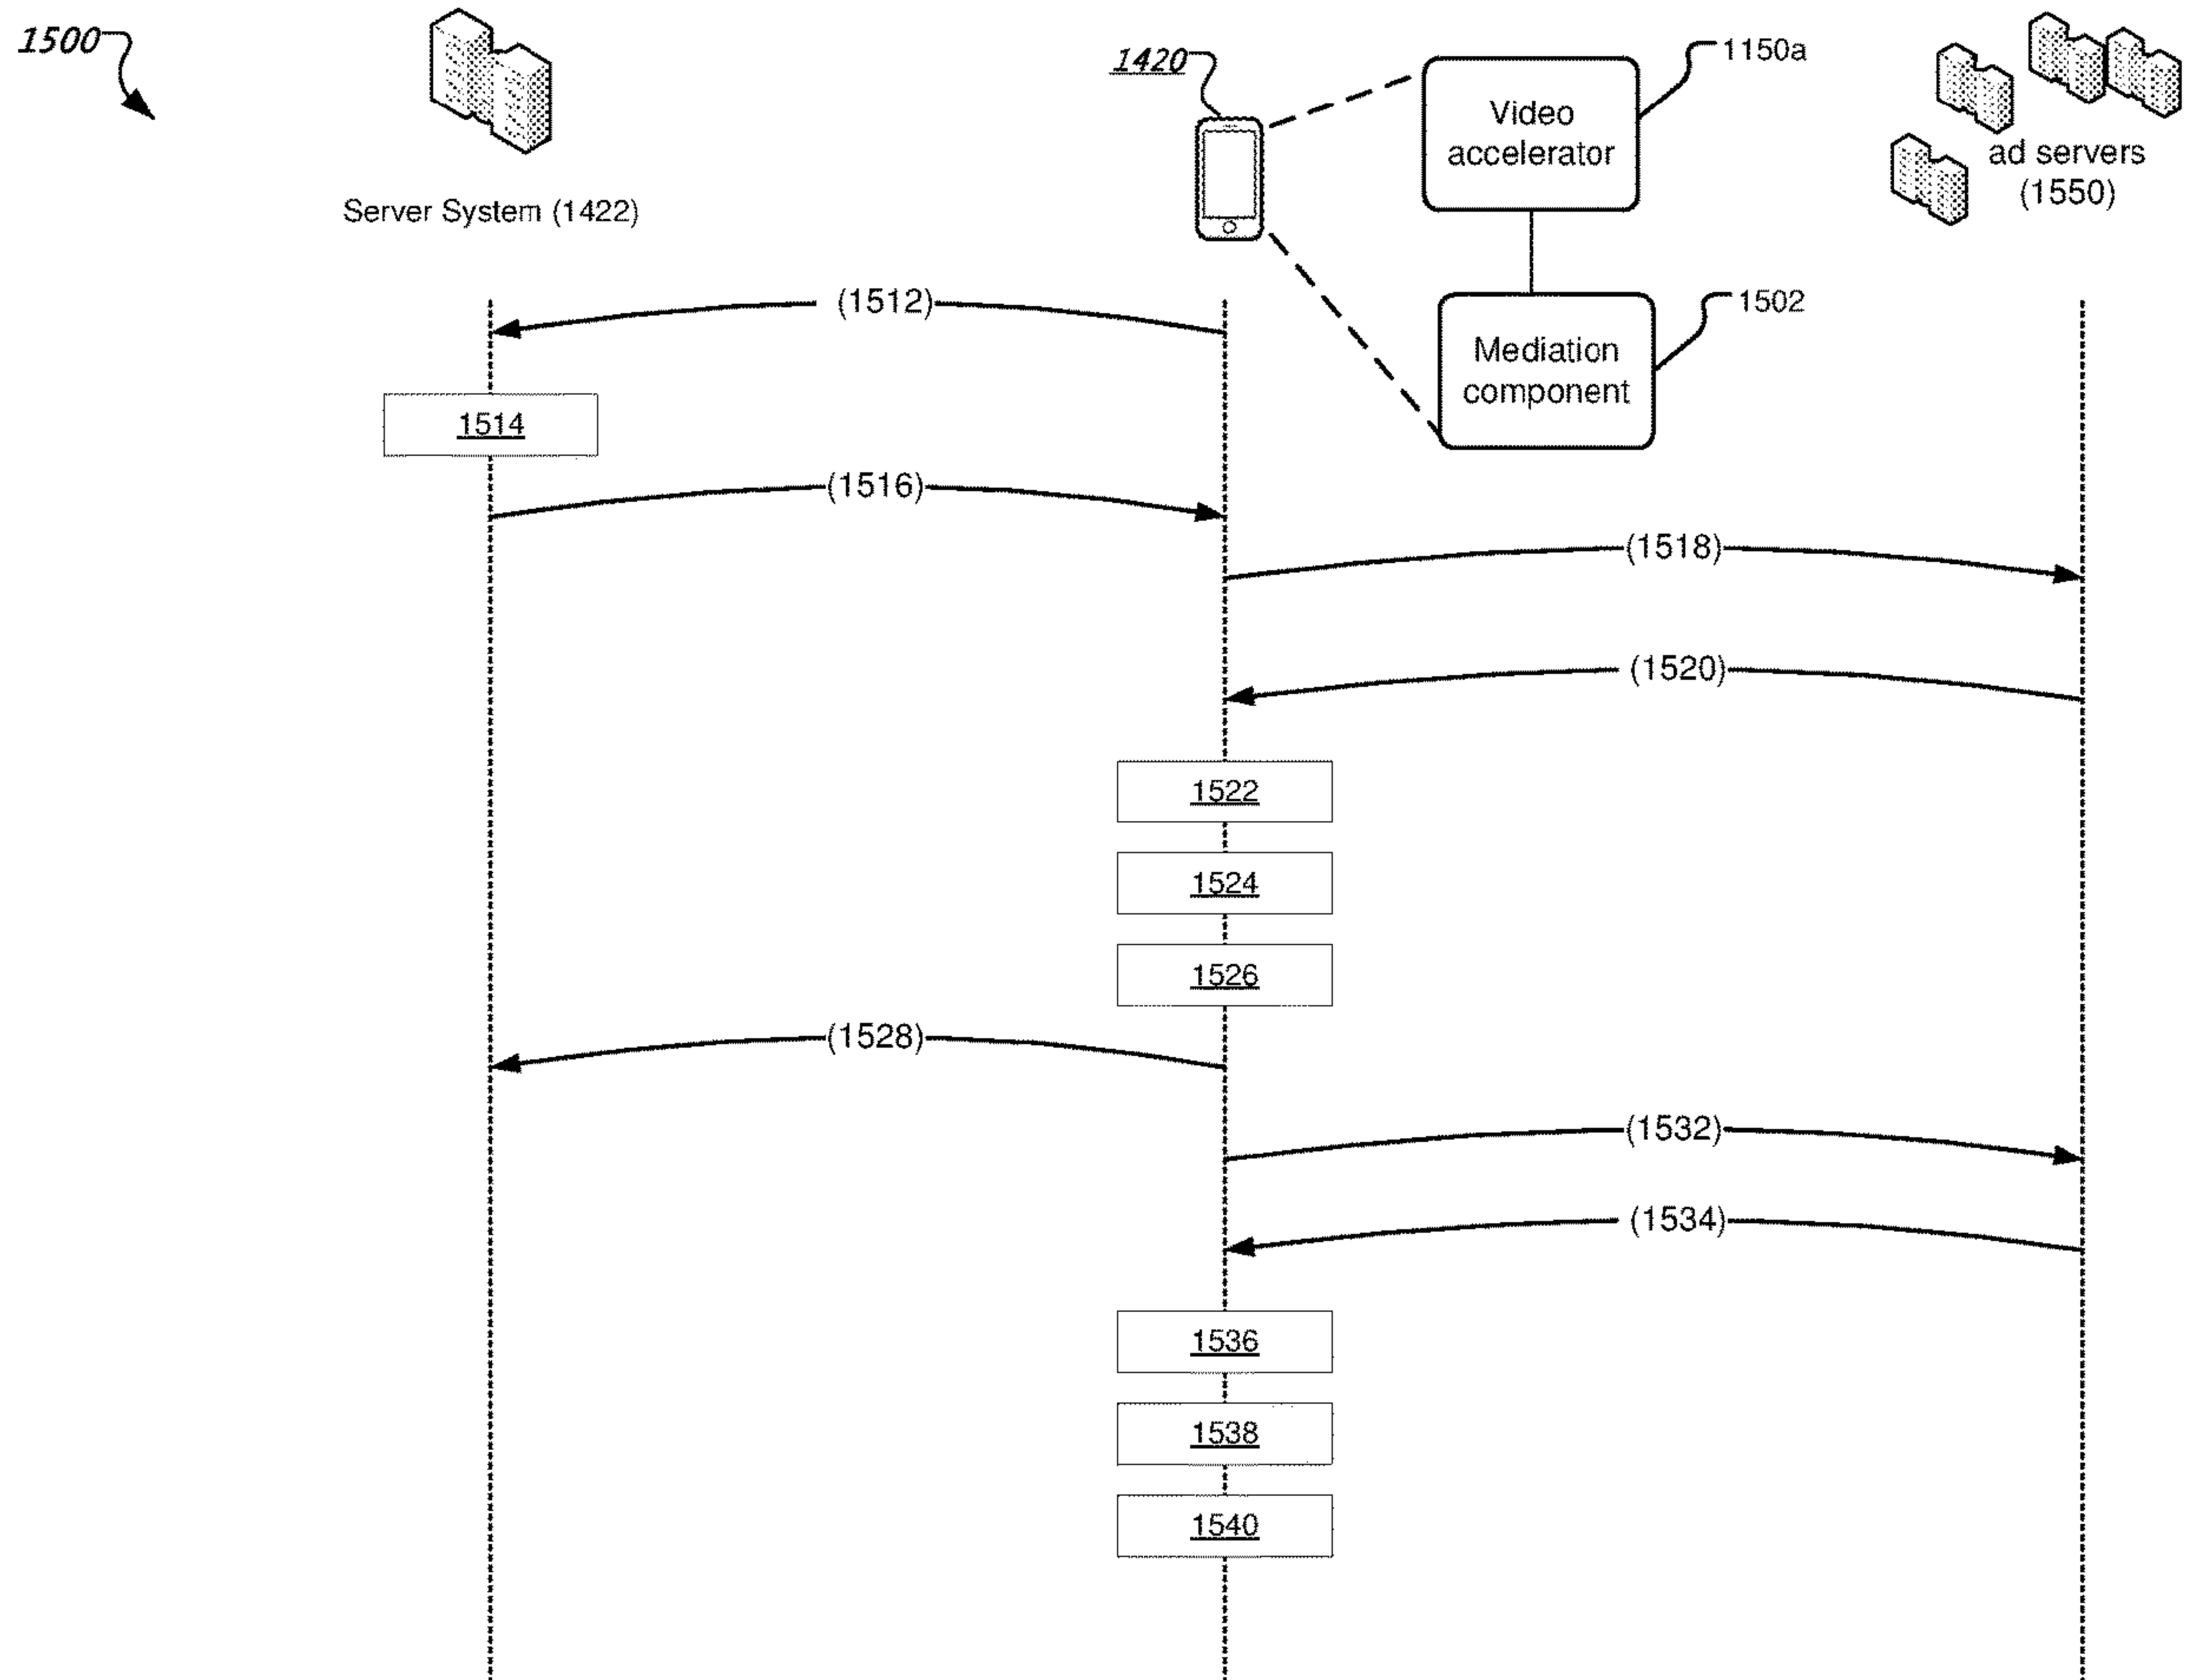 1500
1420
Video
accelerator
1150a
ad servers
(1550)
Server System (1422)
(1512)
1502
Mediation
component
1514
(1516)
(1518)
(1520)
1522
1524
1526
(1528)
(1532)
(1534)
1536
1538
1540